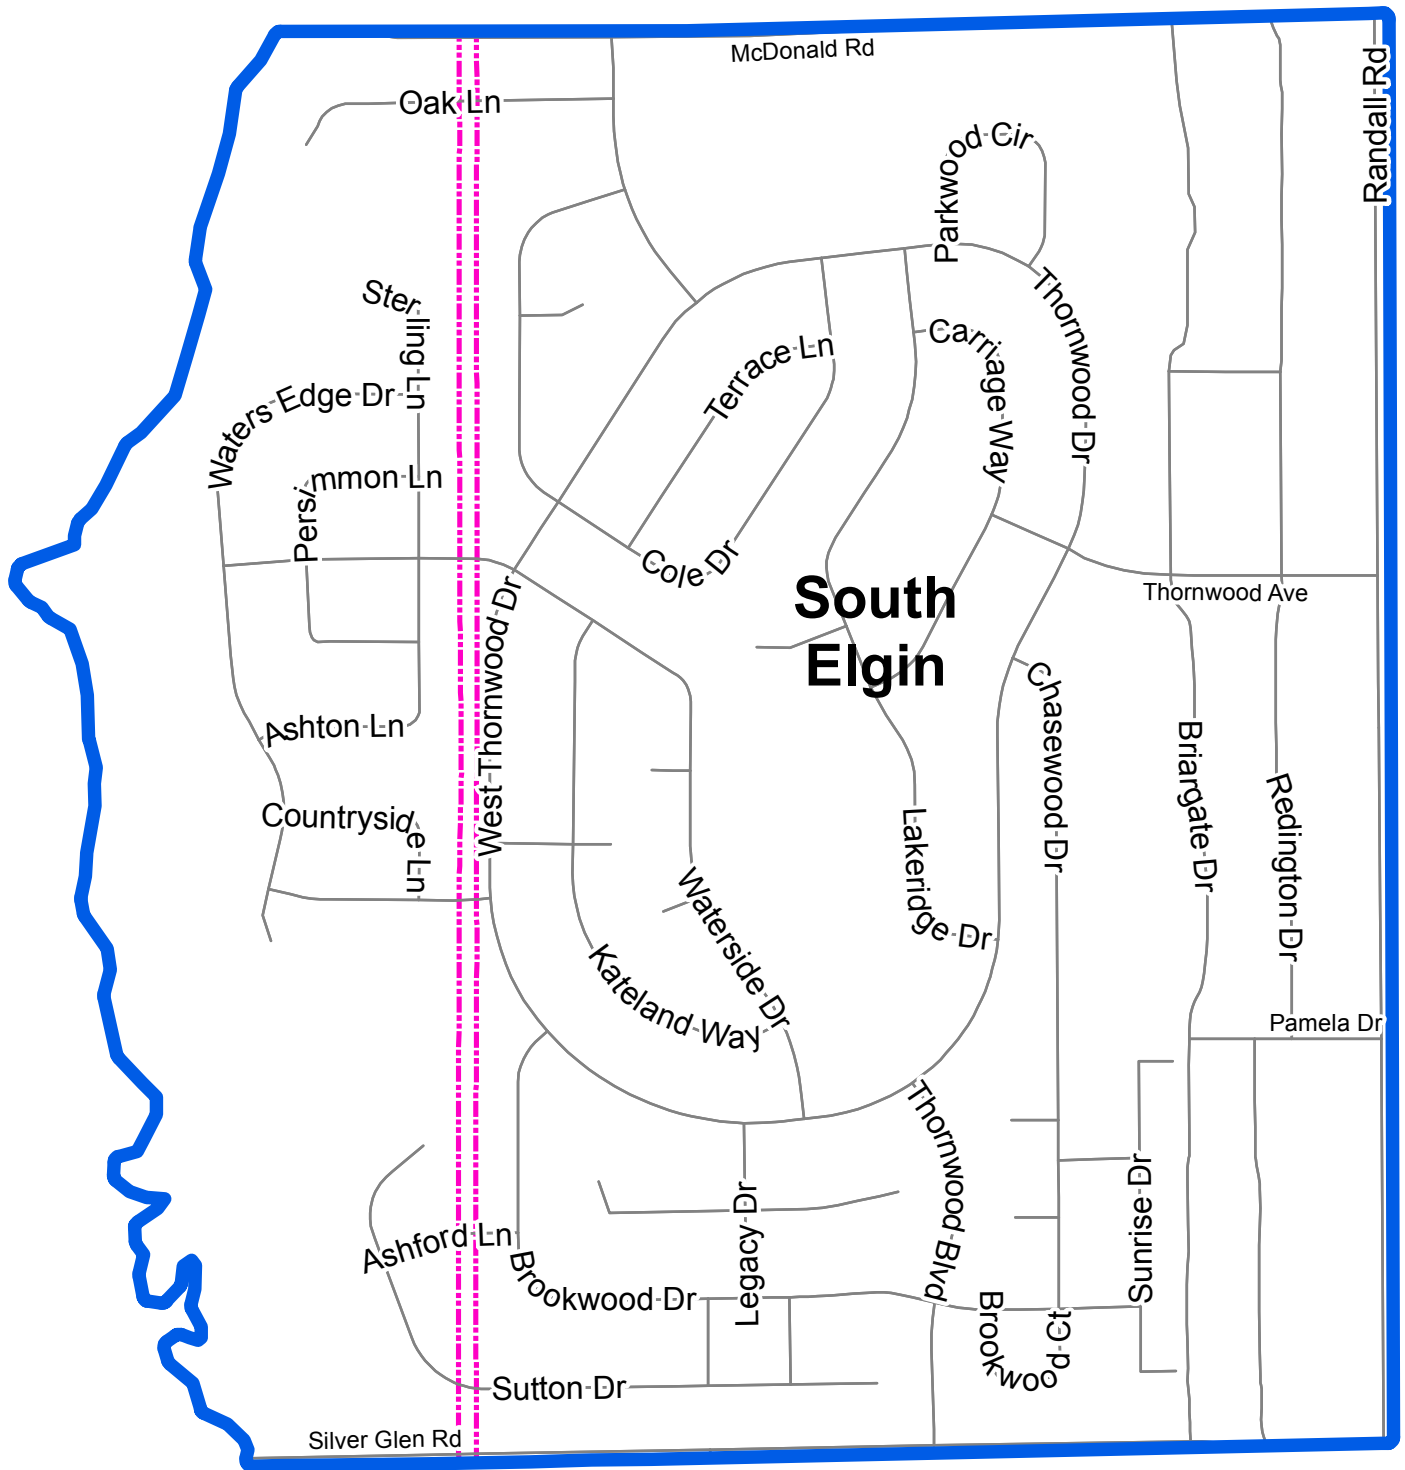 McDonald Rd
Randall Rd
Oak Ln
Parkwood Cir
Sterling Ln
Thornwood Dr
Carriage Way
Terrace Ln
Waters Edge Dr
Persimmon Ln
Cole Dr
South
Elgin
Thornwood Ave
West Thornwood Dr
Chasewood Dr
Ashton Ln
Briargate Dr
Redington Dr
Countryside Ln
Lakeridge Dr
Waterside Dr
Kateland Way
Pamela Dr
Thornwood Blvd
Sunrise Dr
Legacy Dr
Ashford Ln
Brookwood Dr
Brookwood Ct
Sutton Dr
Silver Glen Rd